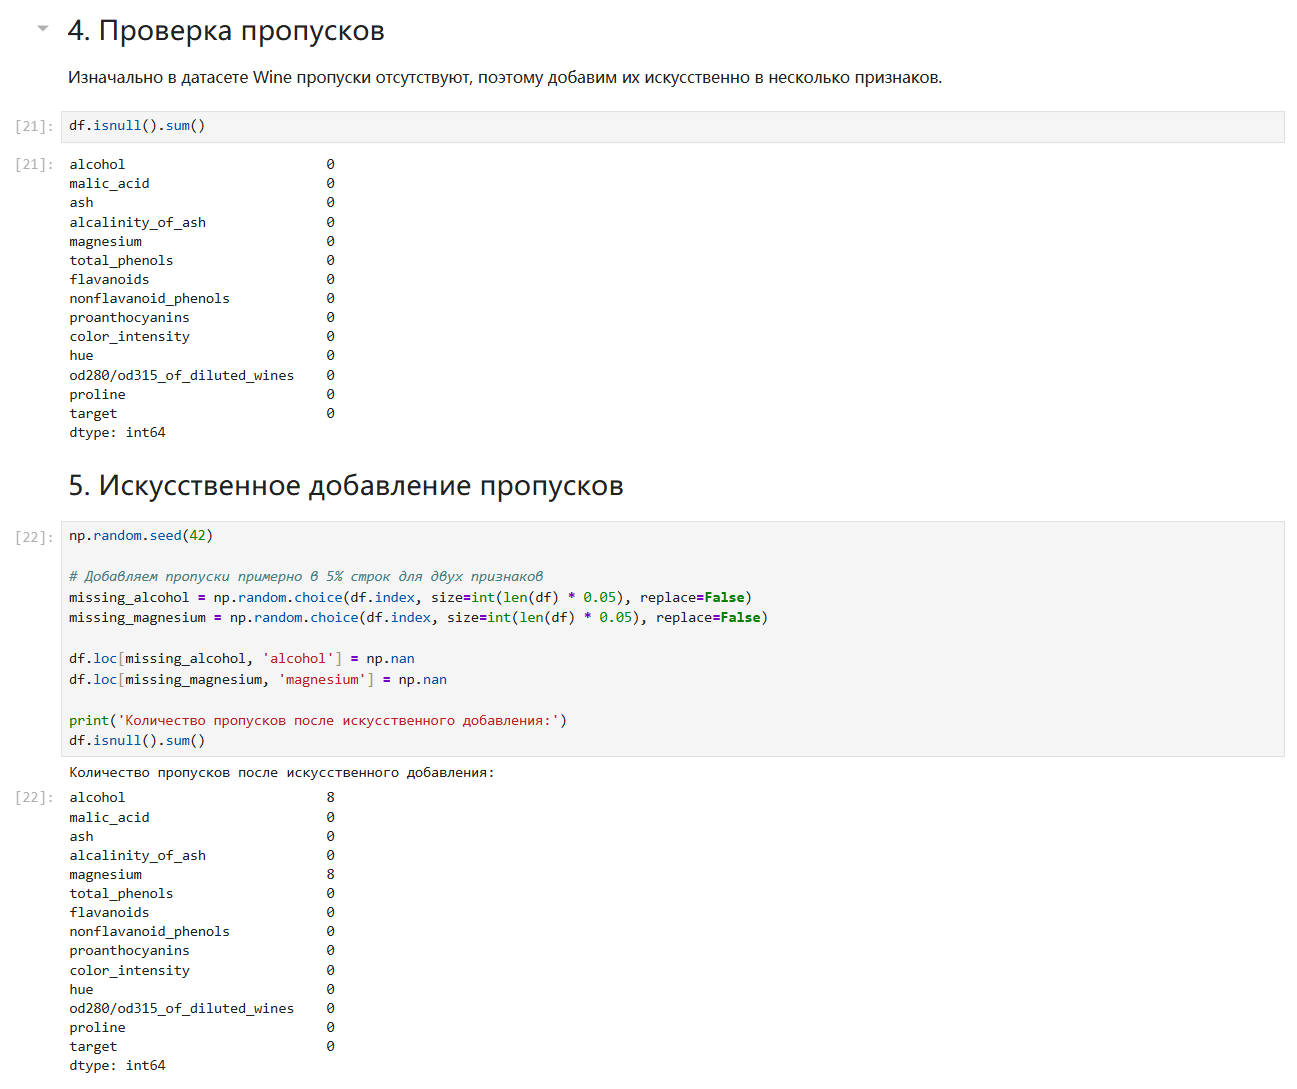 4. Проверка пропусков
Изначально в датасете Wine пропуски отсутствуют, поэтому добавим их искусственно в несколько признаков.
[21]: df.isnull().sum()
[21]: alcohol 0
malic_acid 0
ash 0
alcalinity_of_ash 0
magnesium 0
total_phenols 0
flavanoids 0
nonflavanoid_phenols 0
proanthocyanins 0
color_intensity 0
hue 0
od280/od315_of_diluted_wines 0
proline 0
target 0
dtype: int64
5. Искусственное добавление пропусков
[22]: np.random.seed(42)
# Добавляем пропуски примерно в 5% строк для двух признаков
missing_alcohol = np.random.choice(df.index, size=int(len(df) * 0.05), replace=False)
missing_magnesium = np.random.choice(df.index, size=int(len(df) * 0.05), replace=False)
df.loc[missing_alcohol, 'alcohol'] = np.nan
df.loc[missing_magnesium, 'magnesium'] = np.nan
print('Количество пропусков после искусственного добавления:')
df.isnull().sum()
Количество пропусков после искусственного добавления:
[22]: alcohol 8
malic_acid 0
ash 0
alcalinity_of_ash 0
magnesium 8
total_phenols 0
flavanoids 0
nonflavanoid_phenols 0
proanthocyanins 0
color_intensity 0
hue 0
od280/od315_of_diluted_wines 0
proline 0
target 0
dtype: int64